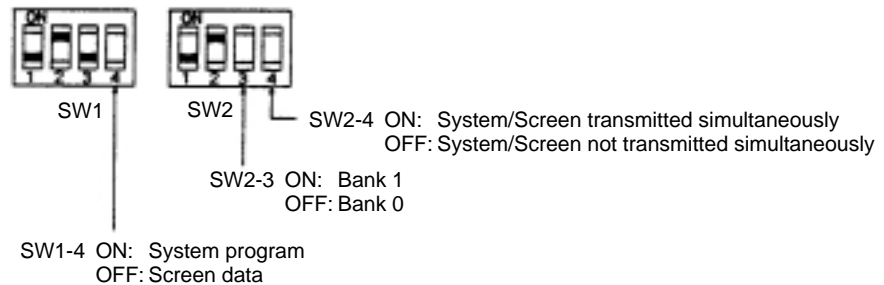 ON ON
1 2 3 4 1 2 3 4
SW1 SW2
SW2-4 ON: System/Screen transmitted simultaneously
OFF: System/Screen not transmitted simultaneously
SW2-3 ON: Bank 1
OFF: Bank 0
SW1-4 ON: System program
OFF: Screen data